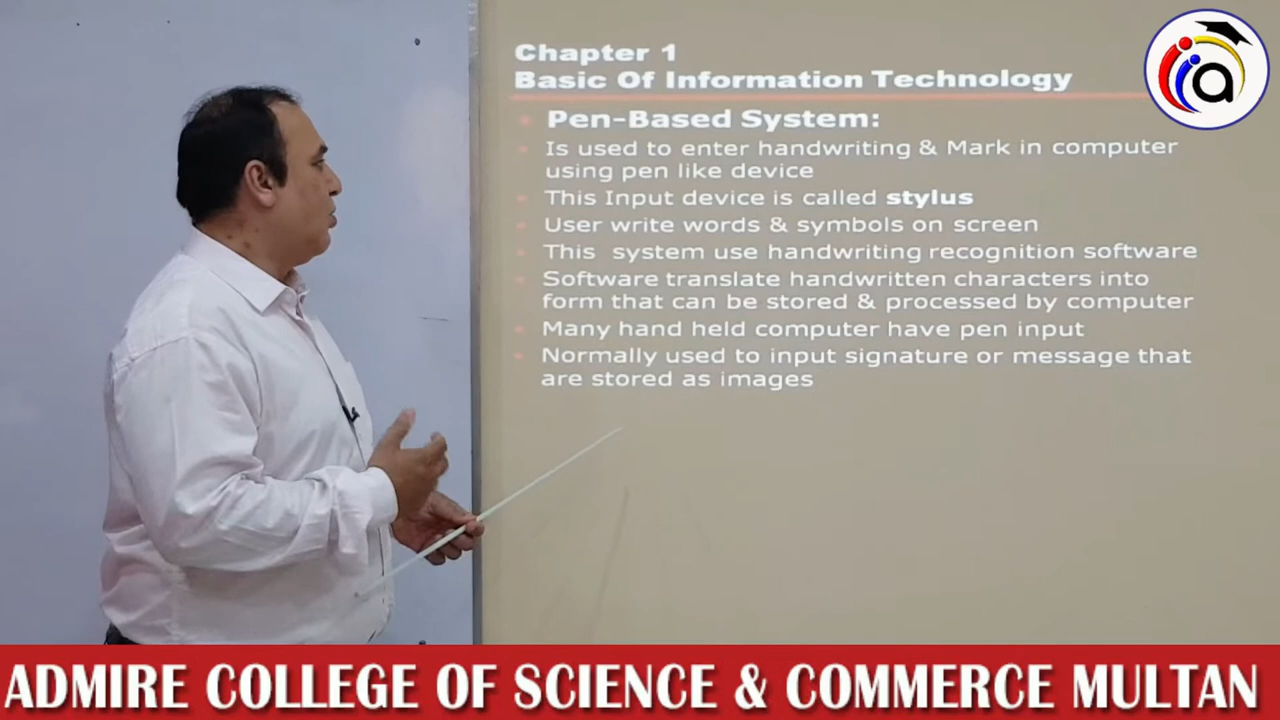 Chapter 1
Basic Of Information Technology
Pen-Based System:
Is used to enter handwriting & Mark in computer
using pen like device
This Input device is called stylus
User write words & symbols on screen
This system use handwriting recognition software
Software translate handwritten characters into
form that can be stored & processed by computer
Many hand held computer have pen input
Normally used to input signature or message that
are stored as images
ADMIRE COLLEGE OF SCIENCE & COMMERCE MULTAN